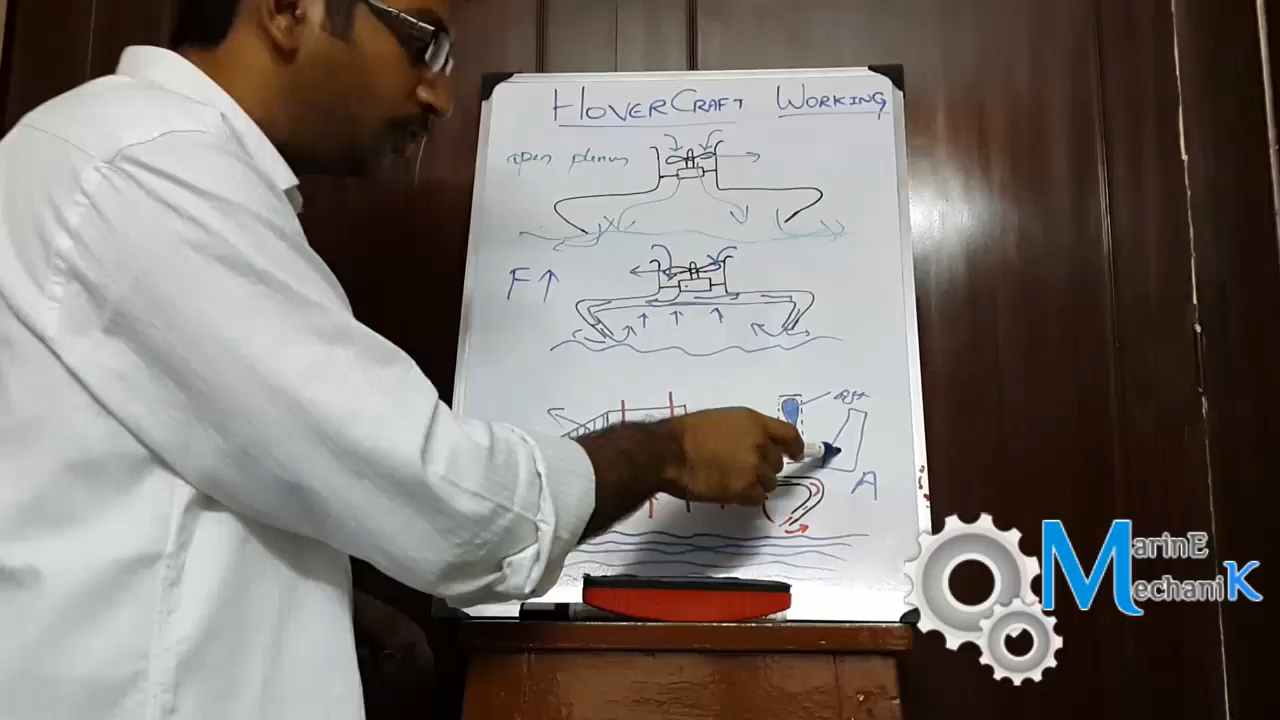 HOVERCRAFT WORKING
open plenum
F↑
A
MarinE
MechaniK